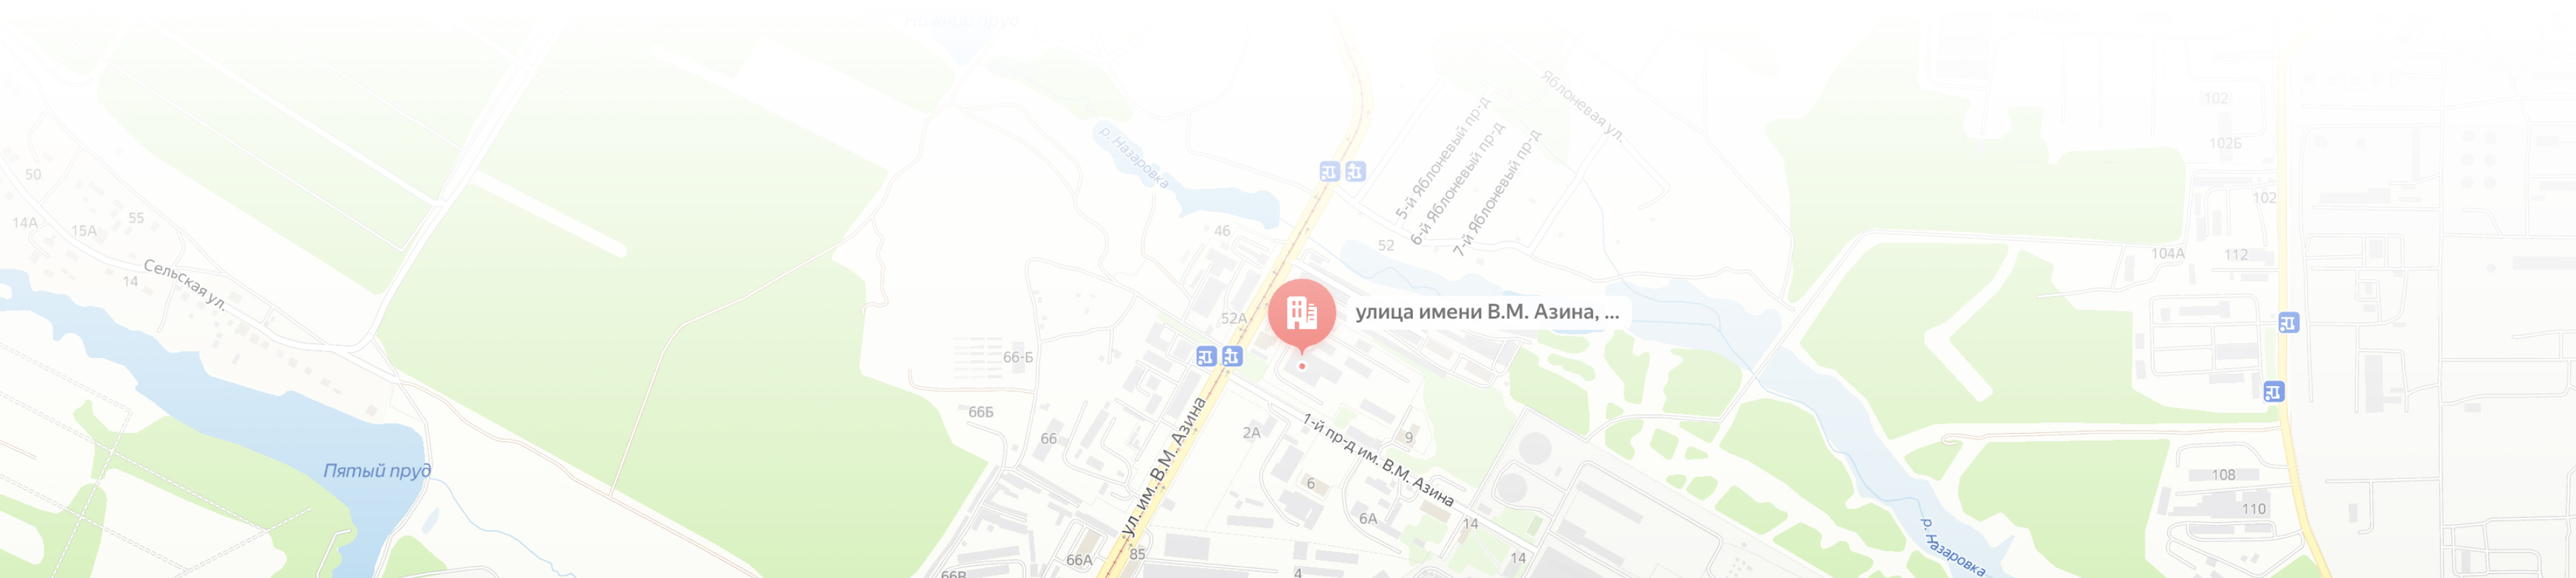 Нижний пруд
Яблоневая ул.
102
102Б
р. Назаровка
5-й Яблоневый пр-д
6-й Яблоневый пр-д
7-й Яблоневый пр-д
50
55
14А
15А
102
46
52
104А
112
Сельская ул.
14
улица имени В.М. Азина, ...
52А
66-Б
66Б
66
ул. им. В.М. Азина
2А
1-й пр-д им. В.М. Азина
9
Пятый пруд
6
6А
14
108
110
р. Назаровка
66А
85
14
66В
4